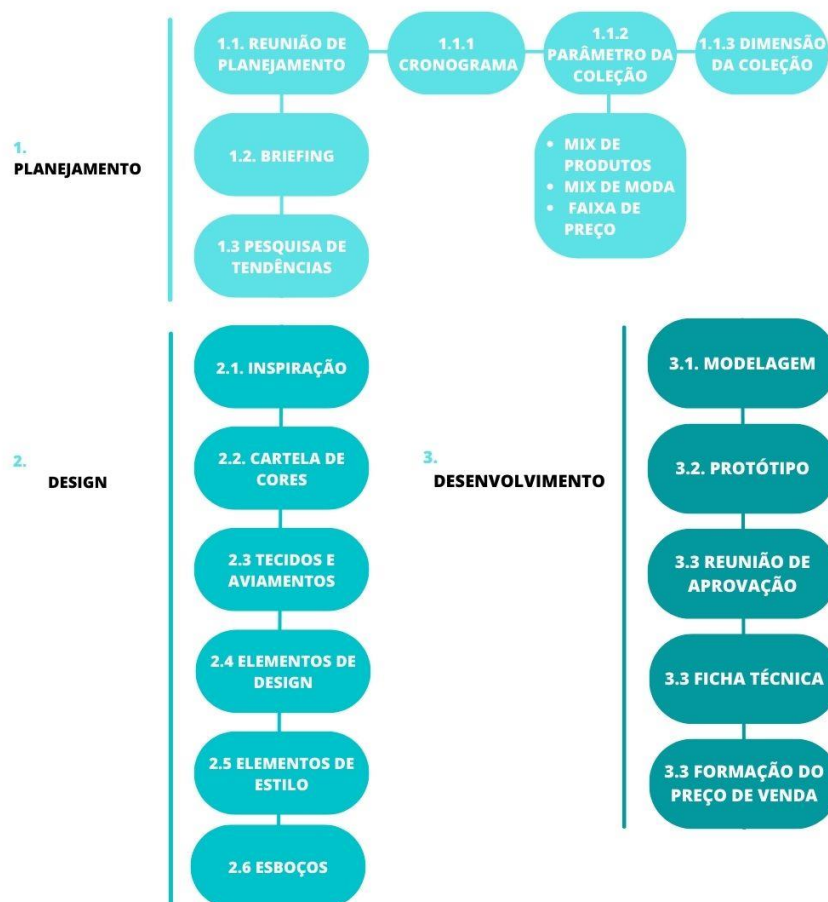 1.
PLANEJAMENTO
1.1. REUNIÃO DE
PLANEJAMENTO
1.1.1
CRONOGRAMA
1.1.2
PARÂMETRO DA
COLEÇÃO
1.1.3 DIMENSÃO
DA COLEÇÃO
• MIX DE
PRODUTOS
• MIX DE MODA
• FAIXA DE
PREÇO
1.2. BRIEFING
1.3 PESQUISA DE
TENDÊNCIAS
2.
DESIGN
2.1. INSPIRAÇÃO
2.2. CARTELA DE
CORES
2.3 TECIDOS E
AVIAMENTOS
2.4 ELEMENTOS DE
DESIGN
2.5 ELEMENTOS DE
ESTILO
2.6 ESBOÇOS
3.
DESENVOLVIMENTO
3.1. MODELAGEM
3.2. PROTÓTIPO
3.3 REUNIÃO DE
APROVAÇÃO
3.3 FICHA TÉCNICA
3.3 FORMAÇÃO DO
PREÇO DE VENDA